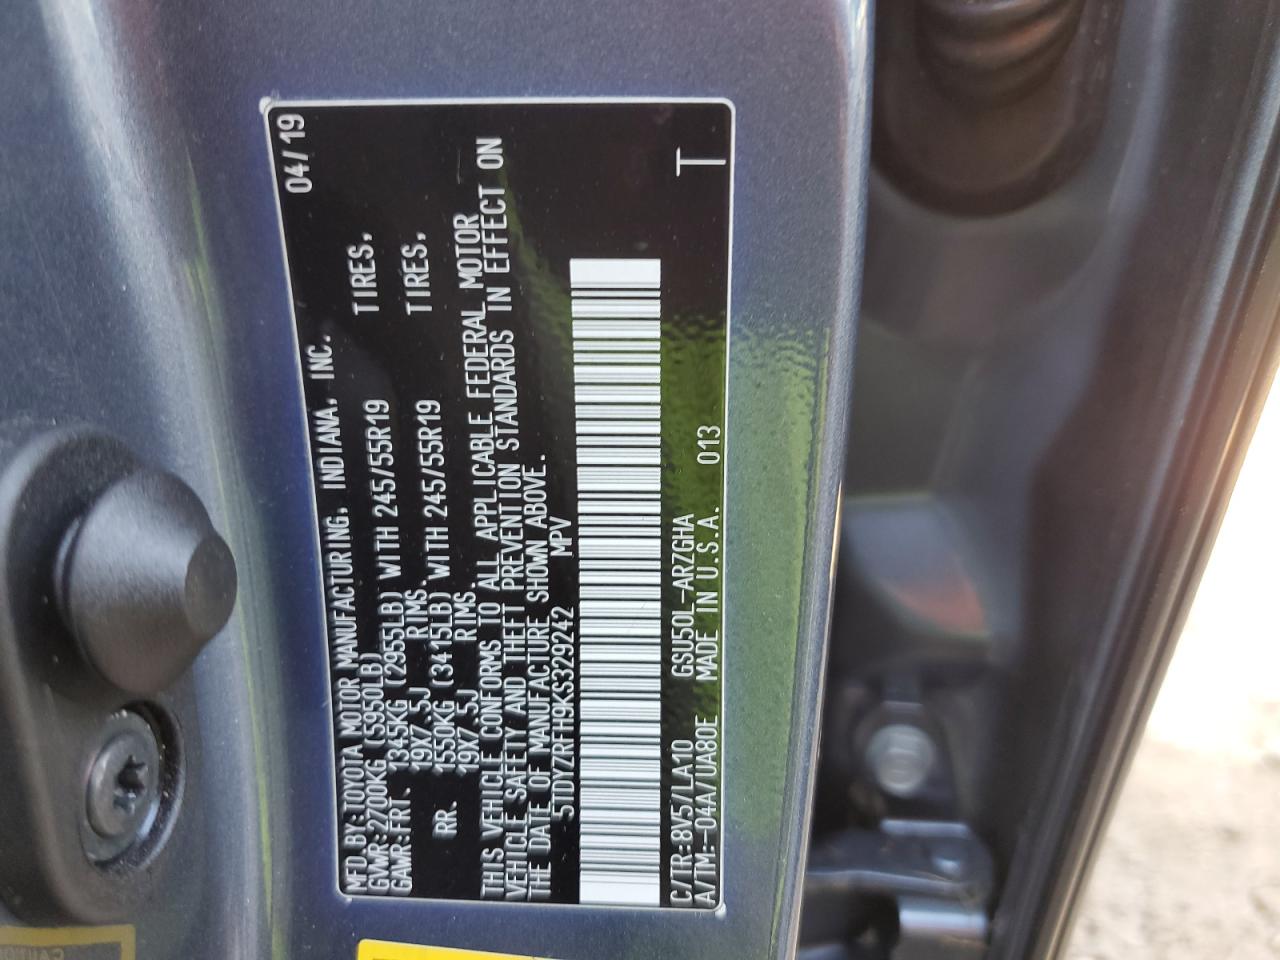 MFD.BY:TOYOTA MOTOR MANUFACTURING, INDIANA, INC. 04/19
GVWR:2700KG(5950LB)
GAWR:FRT. 1345KG(2955LB) WITH 245/55R19 TIRES,
19X7.5J RIMS.
RR. 1550KG(3415LB) WITH 245/55R19 TIRES,
19X7.5J RIMS.
THIS VEHICLE CONFORMS TO ALL APPLICABLE FEDERAL MOTOR
VEHICLE SAFETY AND THEFT PREVENTION STANDARDS IN EFFECT ON
THE DATE OF MANUFACTURE SHOWN ABOVE.
5TDYZRFH9KS329242 MPV
C/TR:8V5/LA10 GSU50L-ARZGHA
A/TM:-04A/UA80E MADE IN U.S.A. 013 T